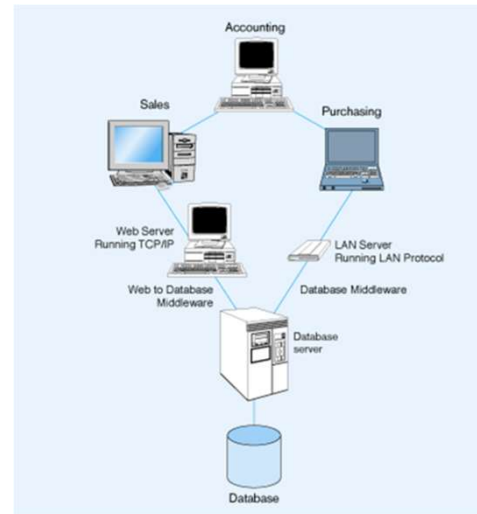 Accounting
Sales
Purchasing
Web Server
Running TCP/IP
LAN Server
Running LAN Protocol
Web to Database
Middleware
Database Middleware
Database
server
Database